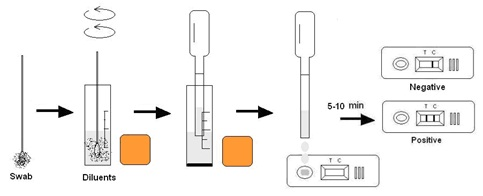 T C
Negative
5-10 min
T C
Positive
Swab
Diluents
T C